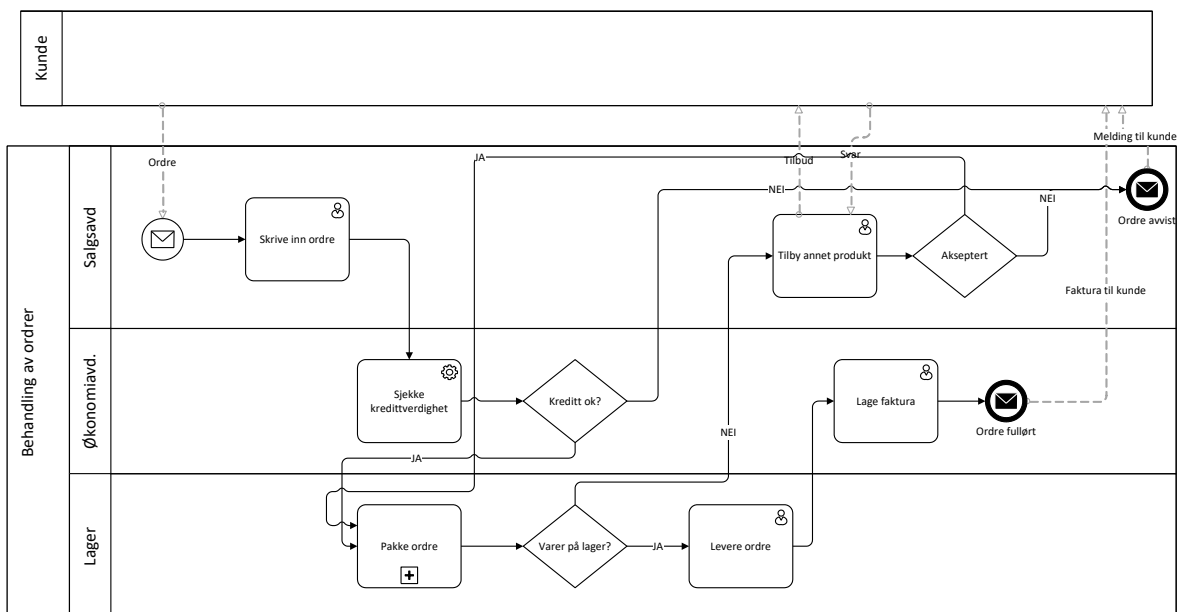 Kunde
Ordre
Tilbud
Svar
Melding til kunde
Behandling av ordrer
Salgsavd
JA
NEI
NEI
Skrive inn ordre
Tilby annet produkt
Akseptert
Ordre avvist
Faktura til kunde
Økonomiavd.
Sjekke
kredittverdighet
Kreditt ok?
Lage faktura
Ordre fulført
JA
NEI
Lager
Pakke ordre
Varer på lager?
JA
Levere ordre